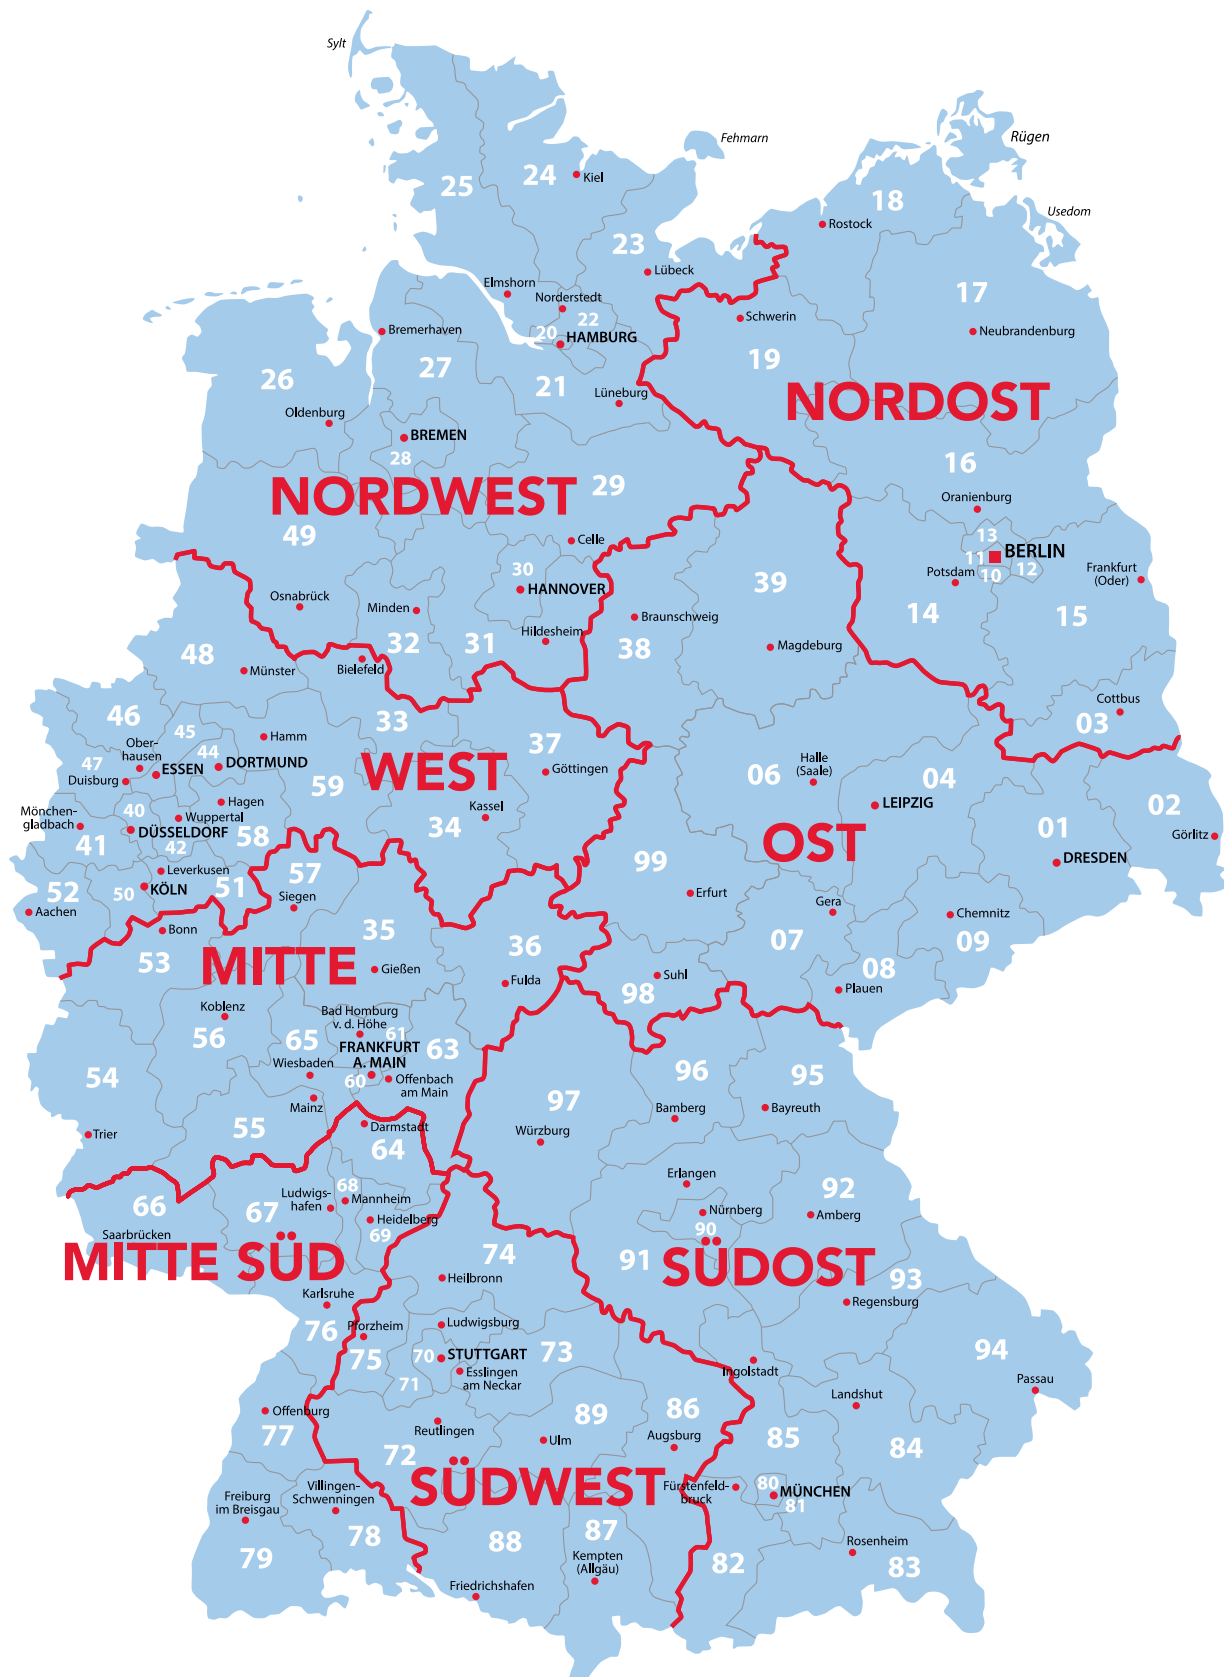 Sylt
Fehmarn
Rügen
Usedom
25
24
Kiel
18
Rostock
23
Lübeck
17
Elmshorn
Norderstedt
22
20
HAMBURG
Schwerin
Neubrandenburg
Bremerhaven
27
19
26
21
Lüneburg
NORDOST
Oldenburg
BREMEN
28
16
29
NORDWEST
Oranienburg
49
13
Celle
BERLIN
11
10
12
30
39
Potsdam
Frankfurt
(Oder)
HANNOVER
Osnabrück
Minden
Braunschweig
14
15
32
31
Hildesheim
38
Magdeburg
48
Münster
Bielefeld
Cottbus
03
46
45
33
Hamm
Ober-
hausen
44
37
47
ESSEN
DORTMUND
WEST
Duisburg
Göttingen
06
Halle
(Saale)
04
59
Hagen
LEIPZIG
02
Mönchen-
gladbach
40
Wuppertal
Kassel
DÜSSELDORF
34
01
Görlitz
41
42
58
OST
DRESDEN
Leverkusen
57
99
52
50
KÖLN
51
Siegen
Erfurt
Aachen
Gera
Chemnitz
Bonn
35
36
07
09
53
MITTE
Gießen
Fulda
Suhl
08
98
Plauen
Koblenz
Bad Homburg
v. d. Höhe
56
65
61
63
FRANKFURT
A. MAIN
96
95
Wiesbaden
60
Offenbach
am Main
54
97
Mainz
Bamberg
Bayreuth
55
Darmstadt
Trier
64
Würzburg
Erlangen
68
92
66
67
Ludwigs-
hafen
Mannheim
Nürnberg
Amberg
Saarbrücken
Heidelberg
90
69
91
MITTE SÜD
74
SÜDOST
Heilbronn
93
Karlsruhe
Regensburg
76
Pforzheim
Ludwigsburg
75
70
STUTTGART
73
94
Esslingen
am Neckar
Ingolstadt
71
Passau
Landshut
Offenburg
Reutlingen
89
86
77
Ulm
Augsburg
85
84
72
SÜDWEST
Fürstenfeld-
bruck
80
MÜNCHEN
81
Villingen-
Schwenningen
Freiburg
im Breisgau
78
88
87
Rosenheim
79
Kempten
(Allgäu)
82
83
Friedrichshafen